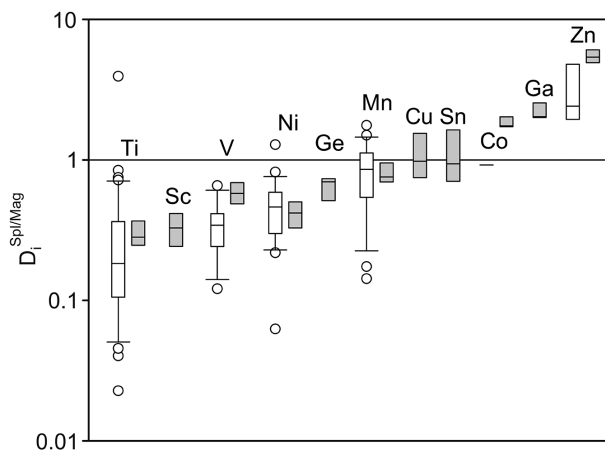 10
1
0.1
0.01
D_i^Spl/Mag
Ti
Sc
V
Ni
Ge
Mn
Cu
Sn
Co
Ga
Zn